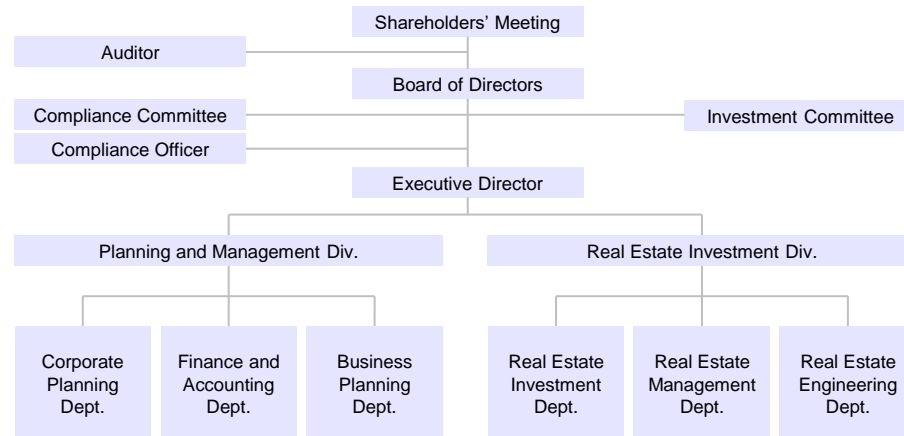 Shareholders’ Meeting
Auditor
Board of Directors
Compliance Committee
Investment Committee
Compliance Officer
Executive Director
Planning and Management Div.
Real Estate Investment Div.
Corporate
Planning
Dept.
Finance and
Accounting
Dept.
Business
Planning
Dept.
Real Estate
Investment
Dept.
Real Estate
Management
Dept.
Real Estate
Engineering
Dept.